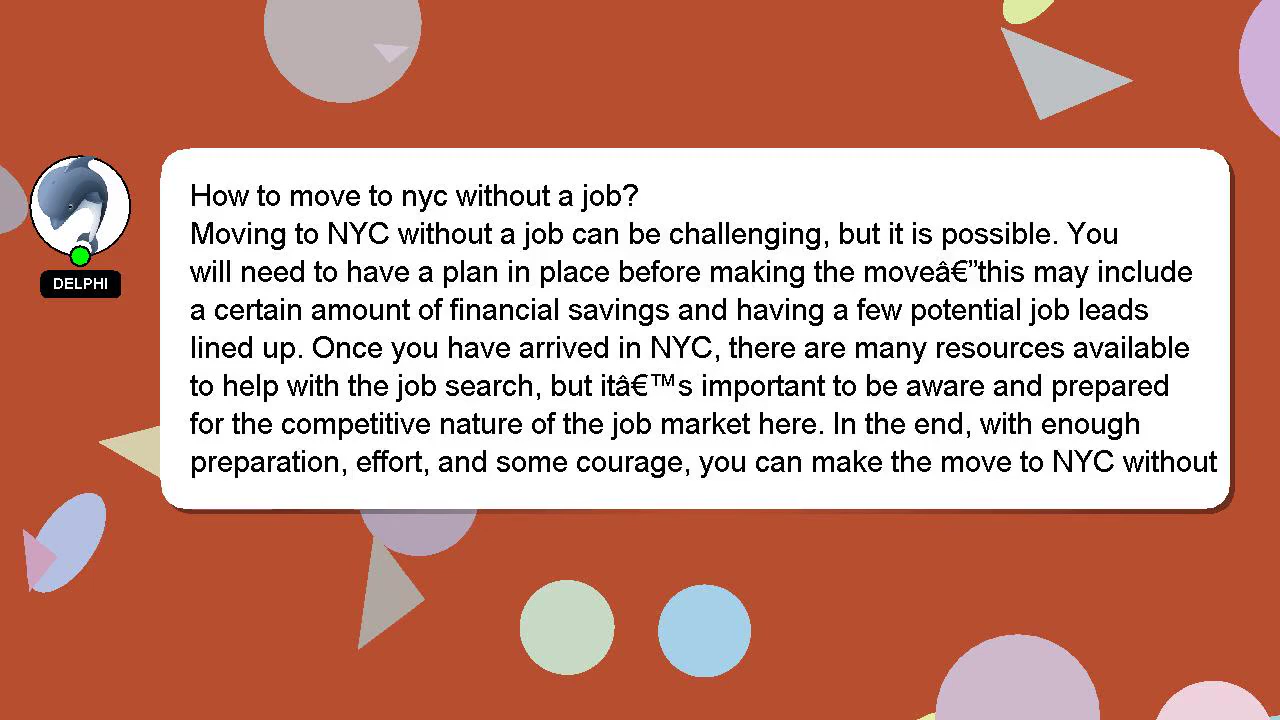 DELPHI
How to move to nyc without a job?
Moving to NYC without a job can be challenging, but it is possible. You
will need to have a plan in place before making the moveâ€”this may include
a certain amount of financial savings and having a few potential job leads
lined up. Once you have arrived in NYC, there are many resources available
to help with the job search, but itâ€™s important to be aware and prepared
for the competitive nature of the job market here. In the end, with enough
preparation, effort, and some courage, you can make the move to NYC without